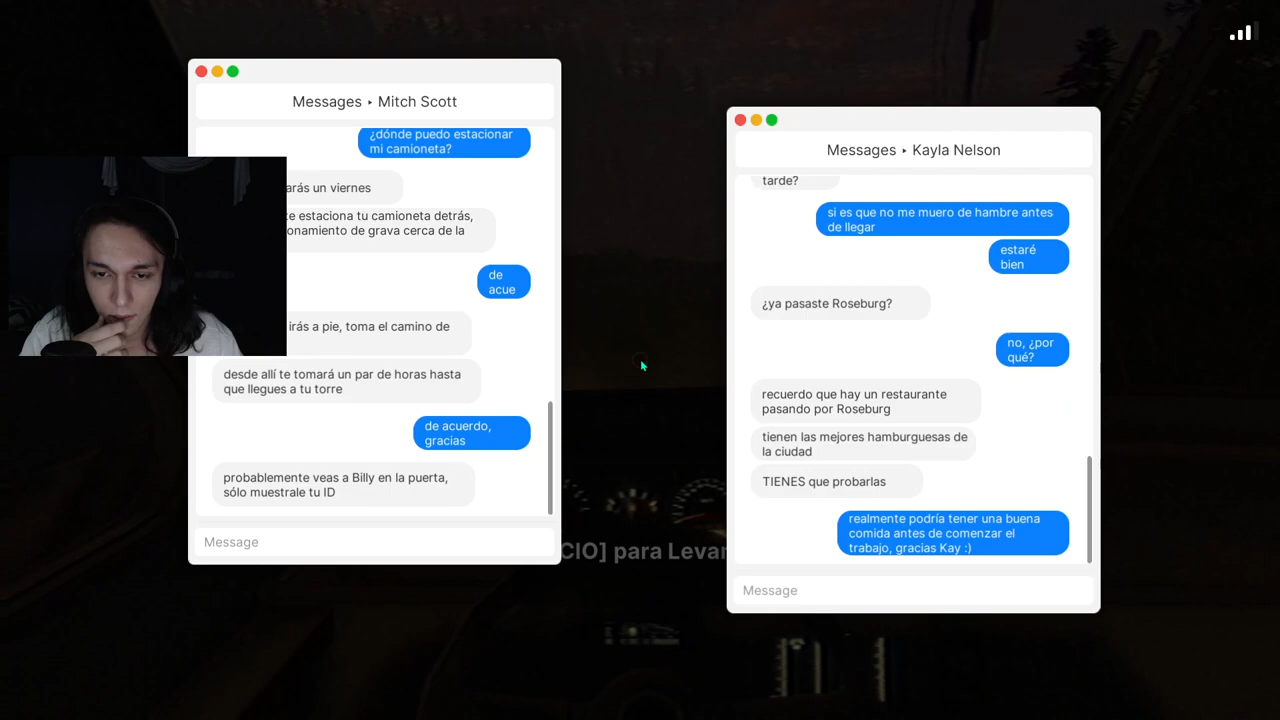 Messages ‣ Mitch Scott
¿dónde puedo estacionar
mi camioneta?
un viernes
estaciona tu camioneta detrás,
de grava cerca de la
de
acue
irás a pie, toma el camino de
desde allí te tomará un par de horas hasta
que llegues a tu torre
de acuerdo,
gracias
probablemente veas a Billy en la puerta,
sólo muestrale tu ID
Message
Messages ‣ Kayla Nelson
tarde?
si es que no me muero de hambre antes
de llegar
estaré
bien
¿ya pasaste Roseburg?
no, ¿por
qué?
recuerdo que hay un restaurante
pasando por Roseburg
tienen las mejores hamburguesas de
la ciudad
TIENES que probarlas
realmente podría tener una buena
comida antes de comenzar el
trabajo, gracias Kay :)
Message
CIO] para Levan